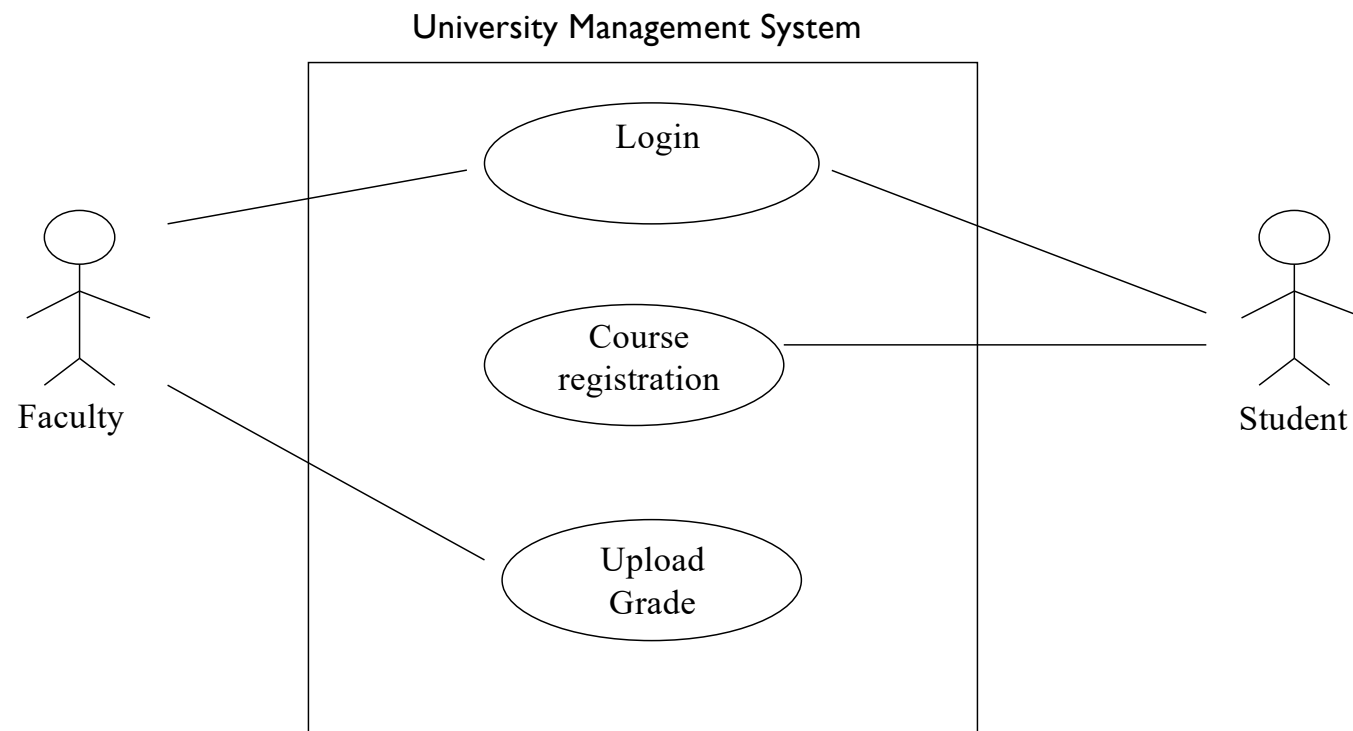 University Management System
Login
Course
registration
Faculty
Student
Upload
Grade